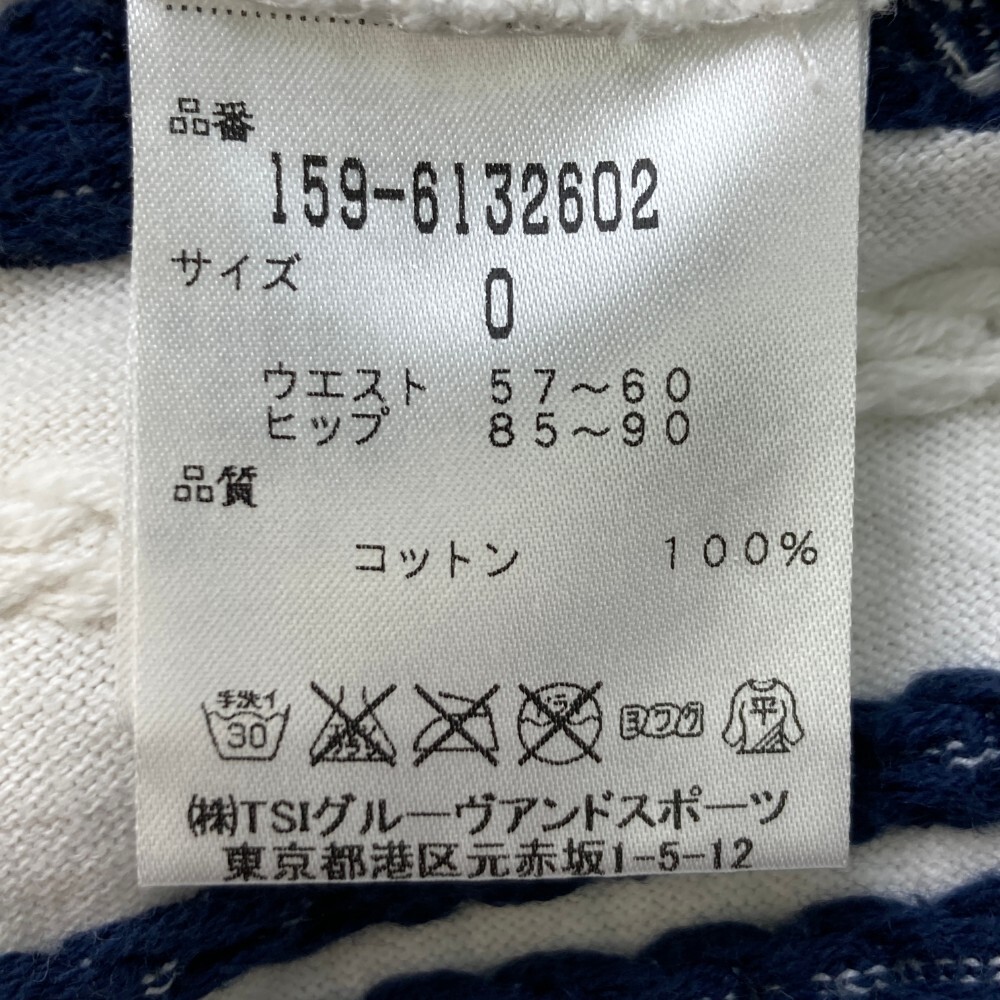 品番
159-6132602
サイズ
0
ウエスト 57～60
ヒップ 85～90
品質
コットン 100%
手洗イ 30 ヨワク 平
㈱TSIグルーヴアンドスポーツ
東京都港区元赤坂1-5-12